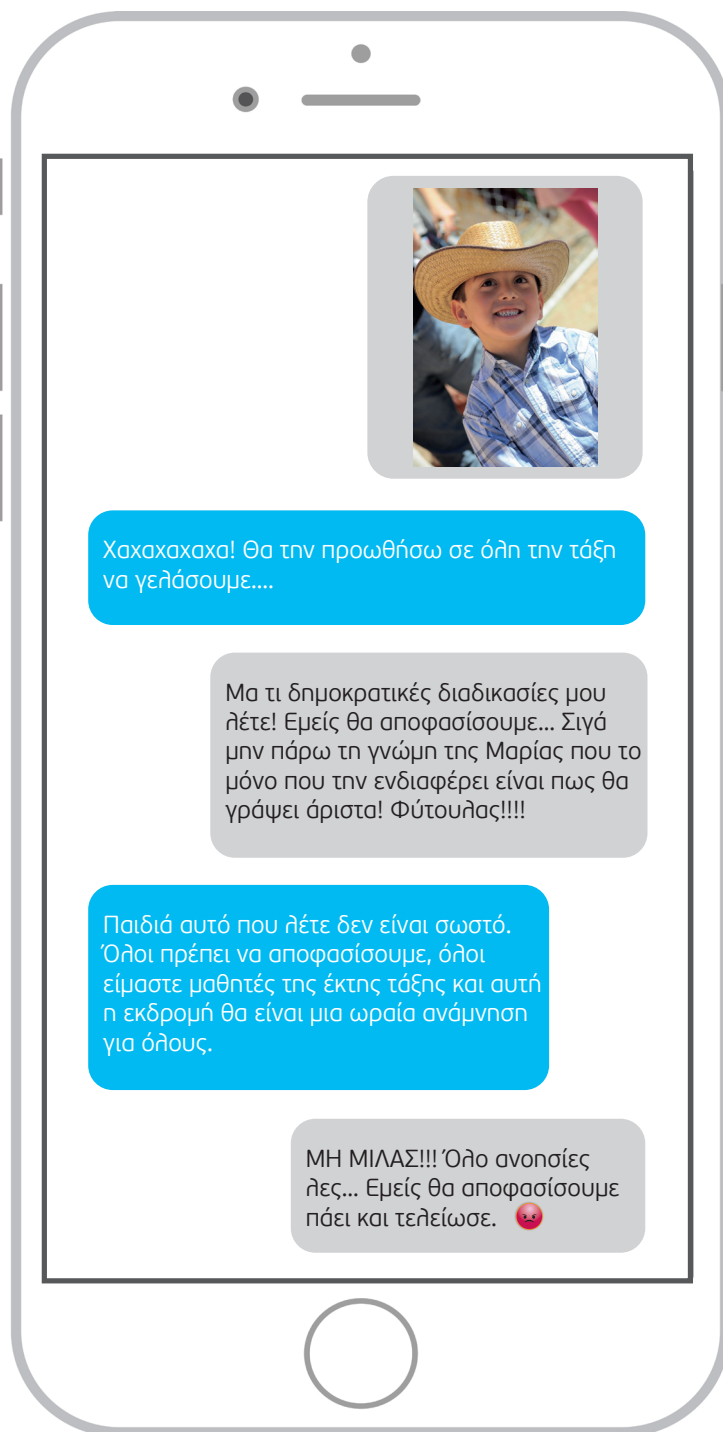 Χαχαχαχαχα! Θα την προωθήσω σε όλη την τάξη
να γελάσουμε....
Μα τι δημοκρατικές διαδικασίες μου
λέτε! Εμείς θα αποφασίσουμε... Σιγά
μην πάρω τη γνώμη της Μαρίας που το
μόνο που την ενδιαφέρει είναι πως θα
γράψει άριστα! Φύτουλας!!!!
Παιδιά αυτό που λέτε δεν είναι σωστό.
Όλοι πρέπει να αποφασίσουμε, όλοι
είμαστε μαθητές της έκτης τάξης και αυτή
η εκδρομή θα είναι μια ωραία ανάμνηση
για όλους.
ΜΗ ΜΙΛΑΣ!!! Όλο ανοησίες
λες... Εμείς θα αποφασίσουμε
πάει και τελείωσε. 😡